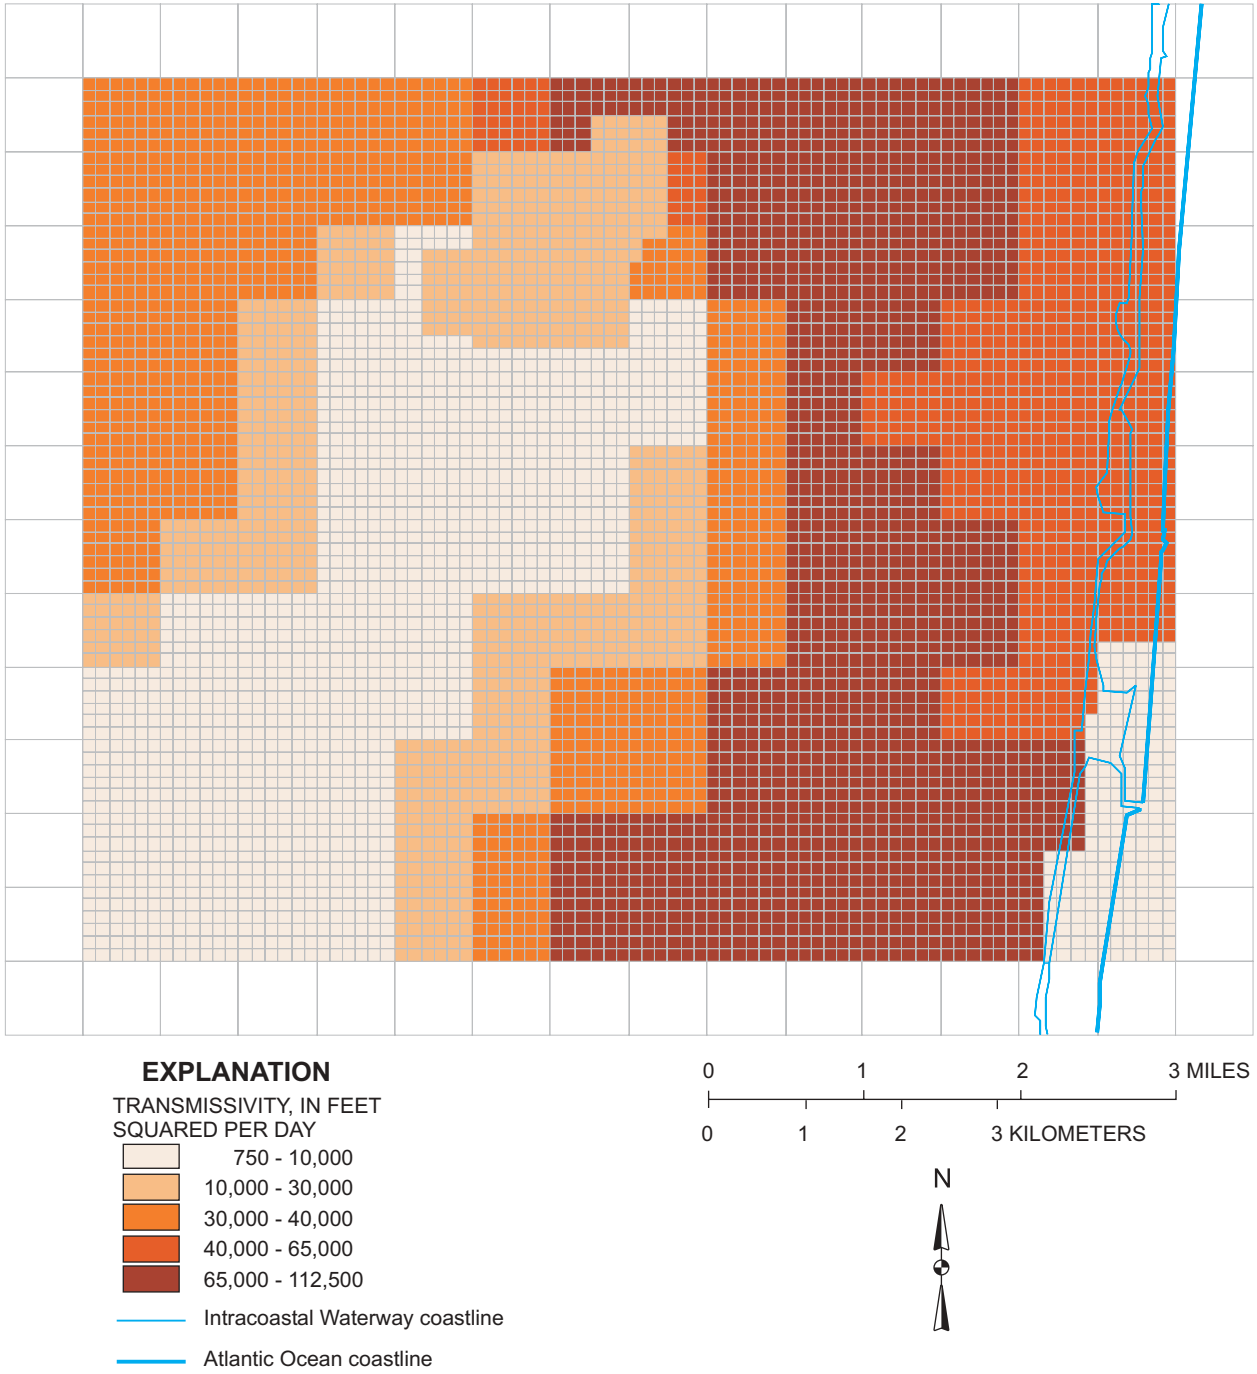 EXPLANATION
TRANSMISSIVITY, IN FEET
SQUARED PER DAY
750 - 10,000
10,000 - 30,000
30,000 - 40,000
40,000 - 65,000
65,000 - 112,500
Intracoastal Waterway coastline
Atlantic Ocean coastline
0 1 2 3 MILES
0 1 2 3 KILOMETERS
N